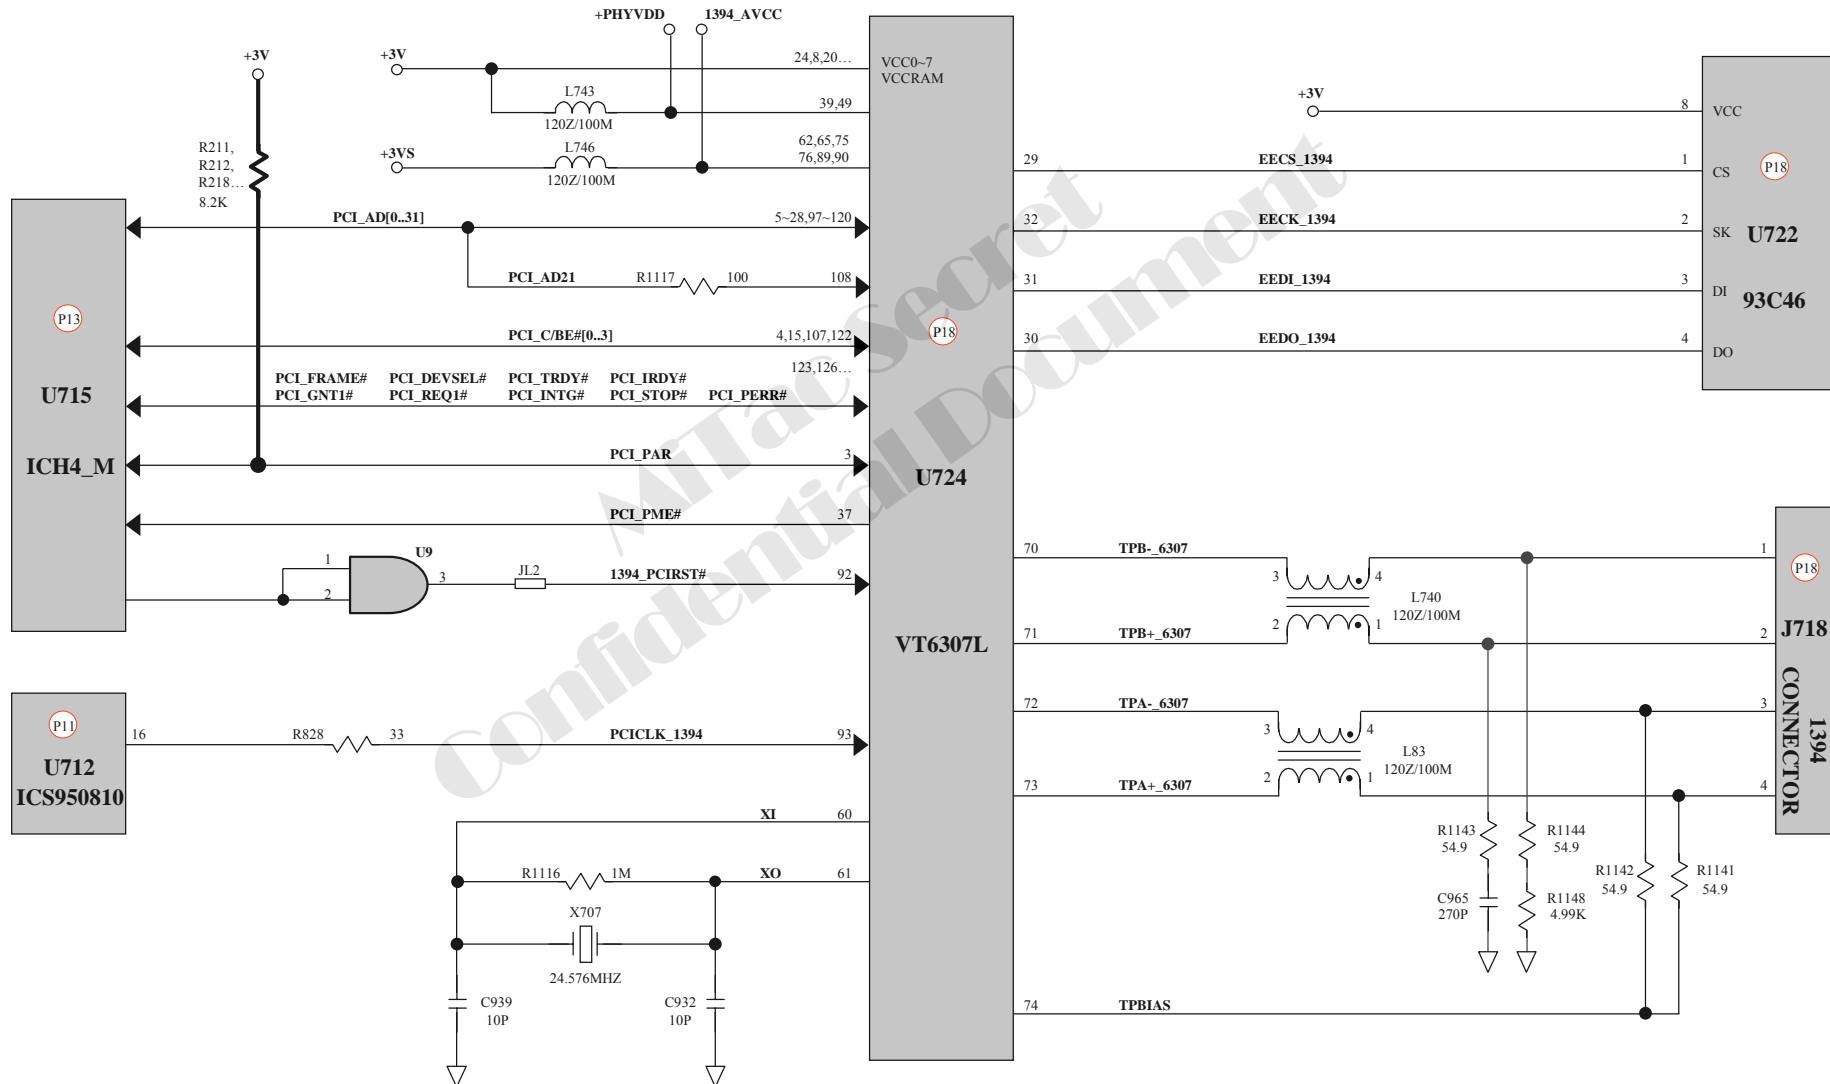 +PHYVDD 1394_AVCC
+3V
24,8,20…
VCC0~7
VCCRAM
L743
120Z/100M
39,49
+3VS
L746
120Z/100M
62,65,75
76,89,90
+3V
R211,
R212,
R218…
8.2K
P13
U715
ICH4_M
PCI_AD[0..31]
5~28,97~120
PCI_AD21
R1117 100
108
PCI_C/BE#[0..3]
4,15,107,122
123,126…
PCI_FRAME# PCI_DEVSEL# PCI_TRDY# PCI_IRDY#
PCI_GNT1# PCI_REQ1# PCI_INTG# PCI_STOP# PCI_PERR#
PCI_PAR
3
PCI_PME#
37
1
2
U9
3
JL2
1394_PCIRST#
92
P11
U712
ICS950810
16
R828 33
PCICLK_1394
93
XI
60
R1116 1M
XO
61
X707
24.576MHZ
C939
10P
C932
10P
P18
U724
VT6307L
+3V
8
VCC
29
EECS_1394
1
CS
32
EECK_1394
2
SK
31
EEDI_1394
3
DI
30
EEDO_1394
4
DO
P18
U722
93C46
70
TPB-_6307
3
4
1
L740
120Z/100M
71
TPB+_6307
2
1
2
72
TPA-_6307
3
4
3
L83
120Z/100M
73
TPA+_6307
2
1
4
P18
J718
1394
CONNECTOR
R1143
54.9
R1144
54.9
C965
270P
R1148
4.99K
R1142
54.9
R1141
54.9
74
TPBIAS
MiTac Secret
Confidential Document